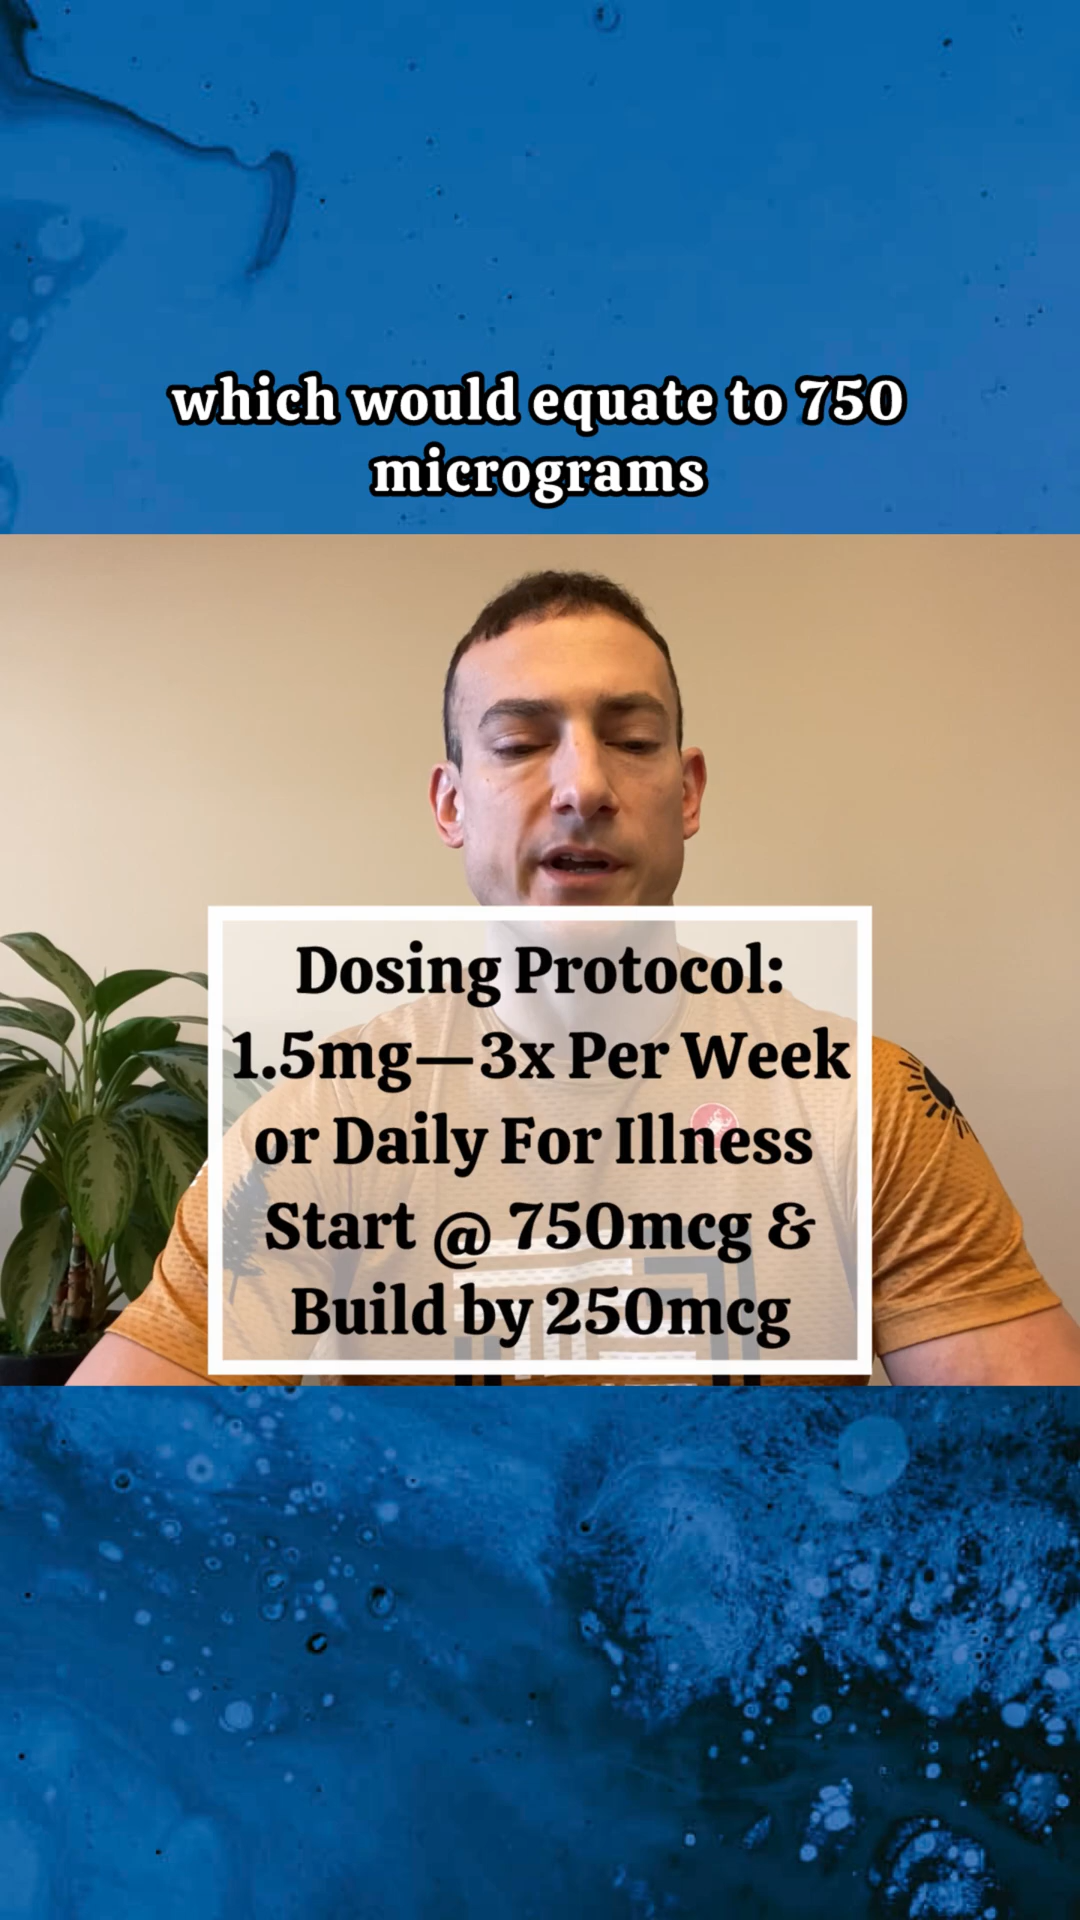 which would equate to 750
micrograms
Dosing Protocol:
1.5mg—3x Per Week
or Daily For Illness
Start @ 750mcg &
Build by 250mcg